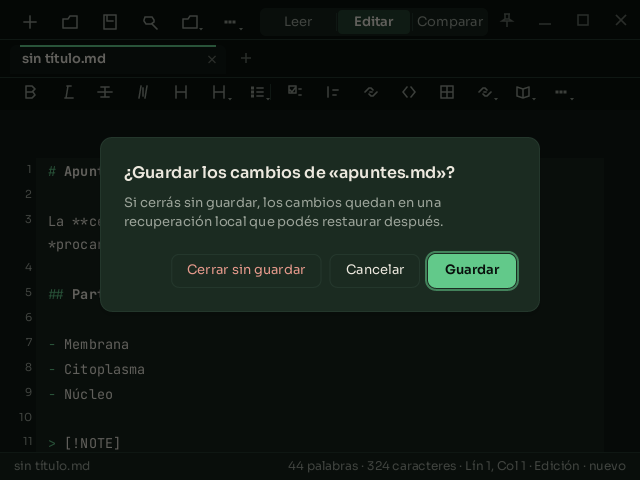 Leer Editar Comparar
sin título.md
1 # Apun
2
3 La **ce
*procar
4
5 ## Par
6
7 - Membrana
8 - Citoplasma
9 - Núcleo
10
11 > [!NOTE]
¿Guardar los cambios de «apuntes.md»?
Si cerrás sin guardar, los cambios quedan en una
recuperación local que podés restaurar después.
Cerrar sin guardar Cancelar Guardar
sin título.md 44 palabras · 324 caracteres · Lín 1, Col 1 · Edición · nuevo